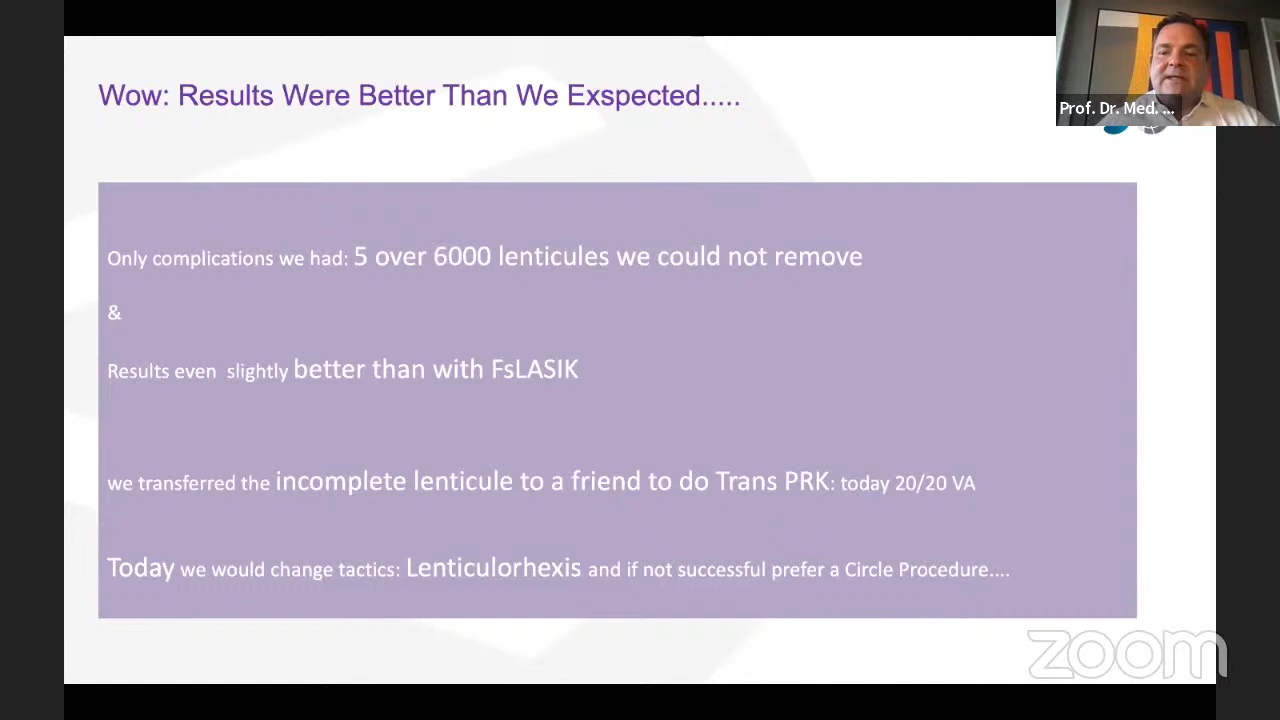 Wow: Results Were Better Than We Exspected.....
Prof. Dr. Med. ...
Only complications we had: 5 over 6000 lenticules we could not remove
&
Results even slightly better than with FsLASIK
we transferred the incomplete lenticule to a friend to do Trans PRK: today 20/20 VA
Today we would change tactics: Lenticulorhexis and if not successful prefer a Circle Procedure....
zoom